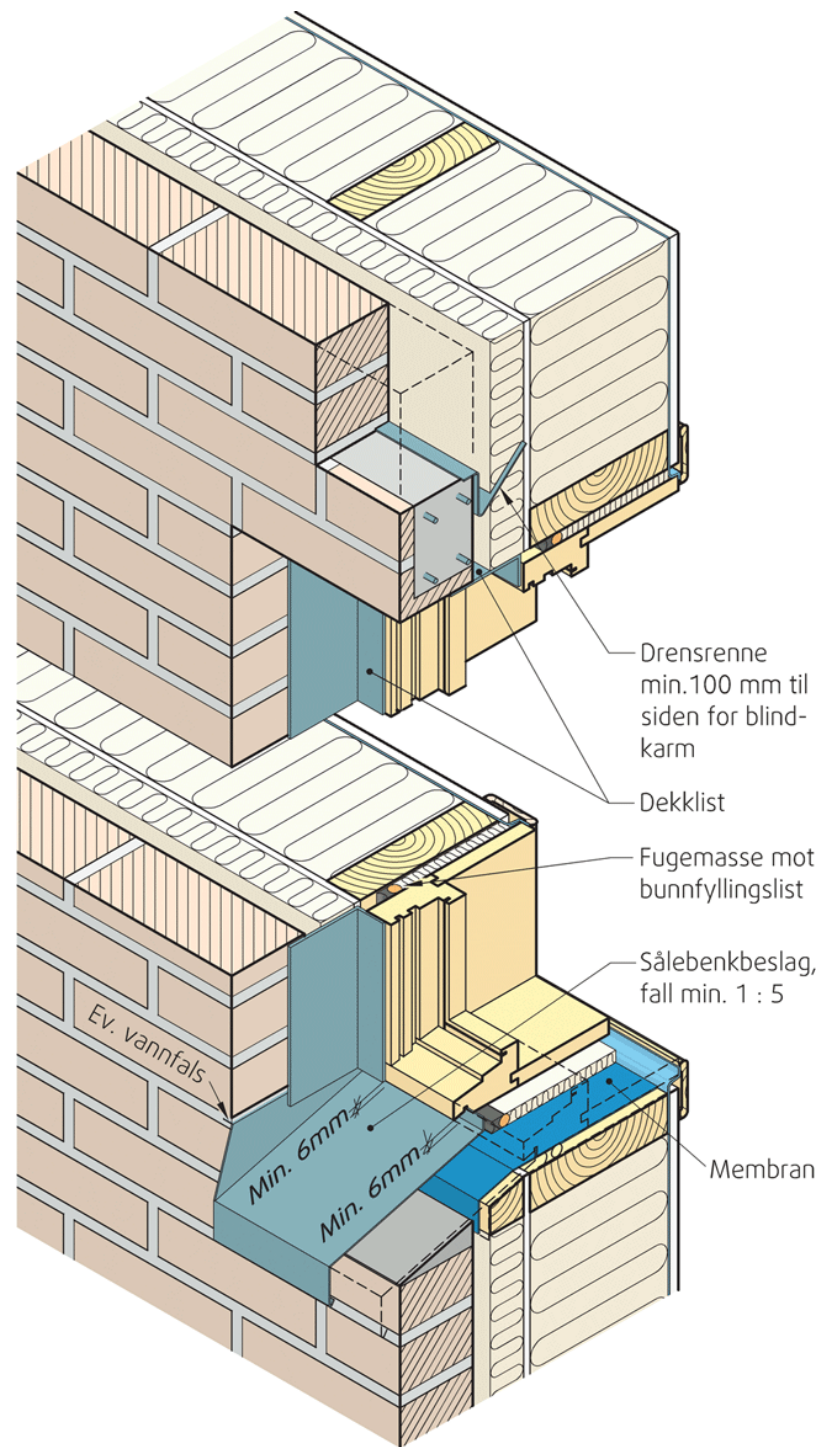 Drensrenne
min.100 mm til
siden for blind-
karm
Dekklist
Fugemasse mot
bunnfyllingslist
Sålebenkbeslag,
fall min. 1 : 5
Ev. vannfals
Min. 6mm
Min. 6mm
Membran